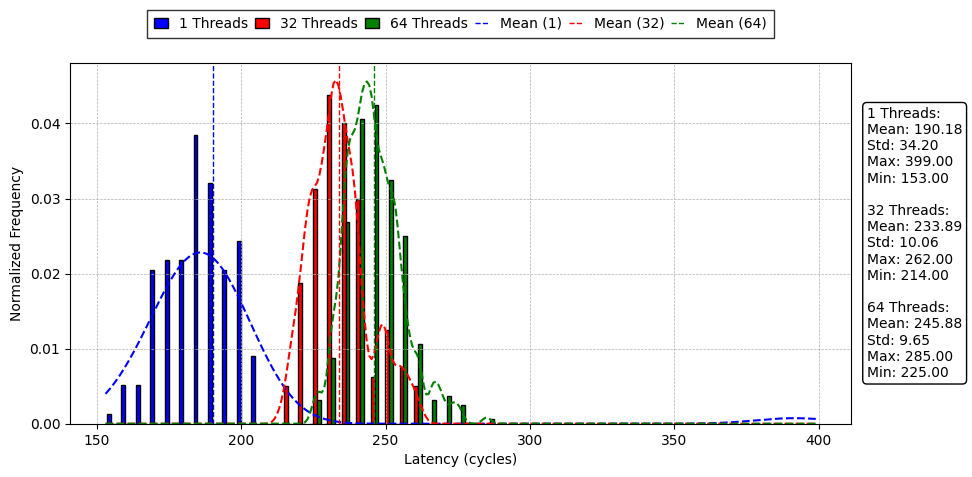 1 Threads 32 Threads 64 Threads Mean (1) Mean (32) Mean (64)
Normalized Frequency
0.04
0.03
0.02
0.01
0.00
150 200 250 300 350 400
Latency (cycles)
1 Threads:
Mean: 190.18
Std: 34.20
Max: 399.00
Min: 153.00
32 Threads:
Mean: 233.89
Std: 10.06
Max: 262.00
Min: 214.00
64 Threads:
Mean: 245.88
Std: 9.65
Max: 285.00
Min: 225.00